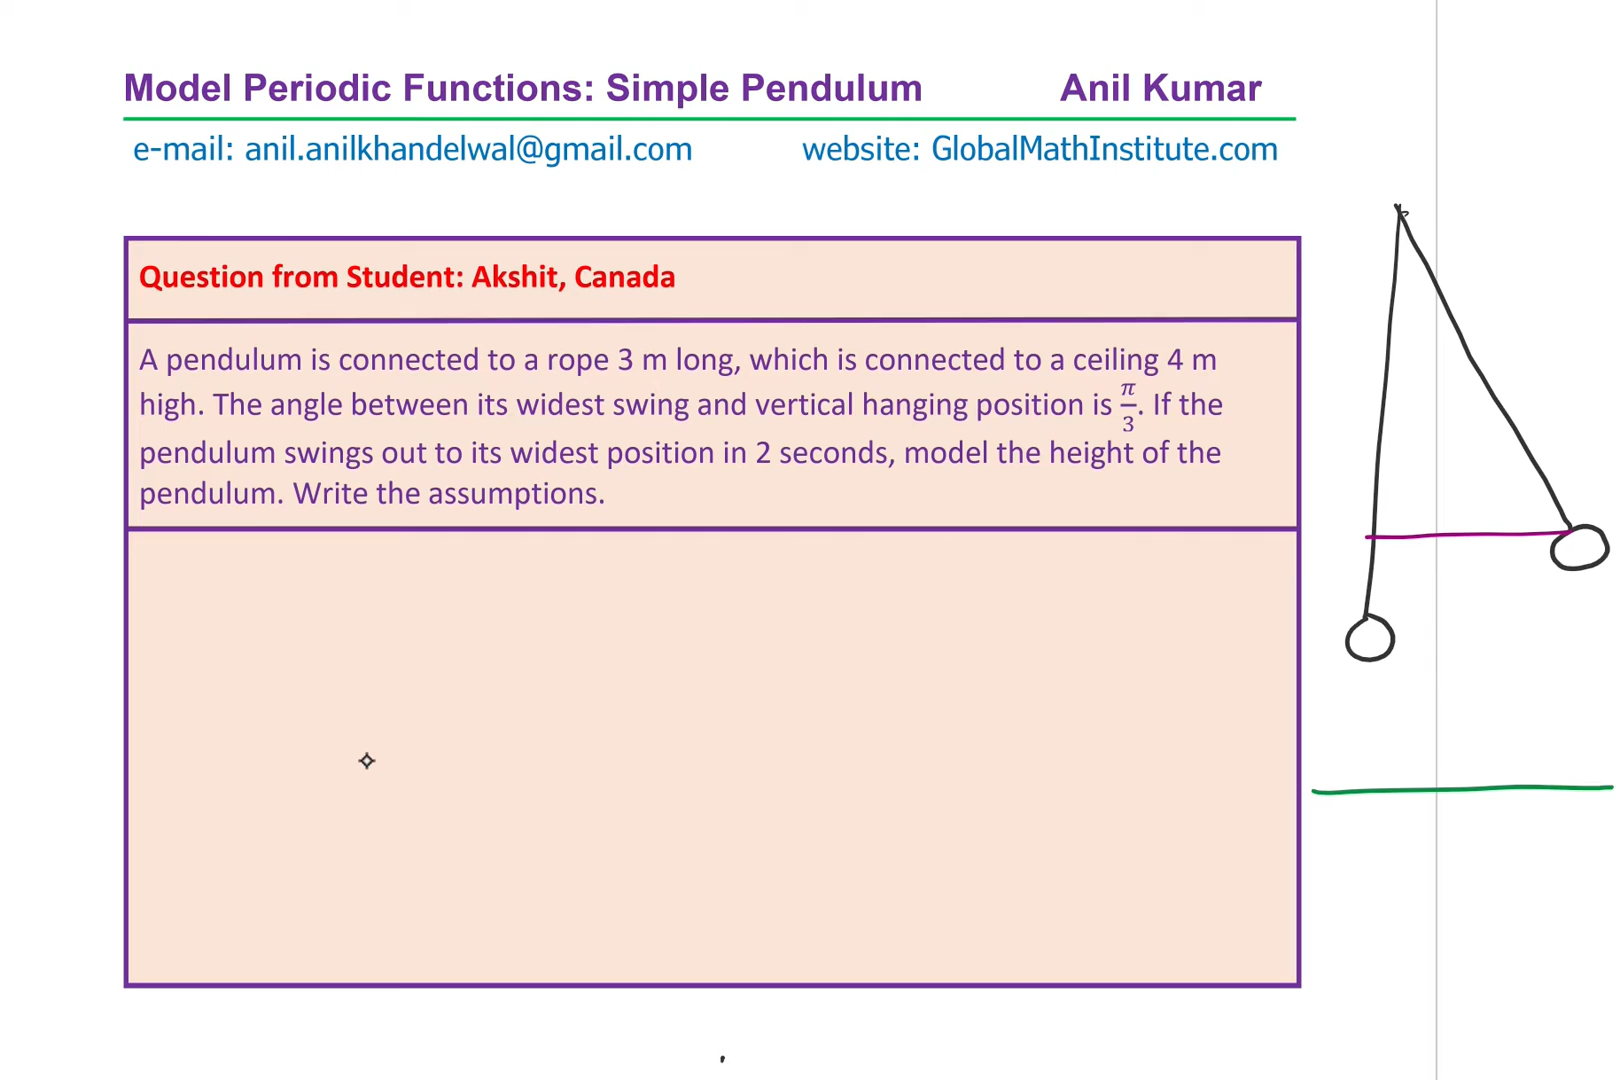 Model Periodic Functions: Simple Pendulum Anil Kumar
e-mail: anil.anilkhandelwal@gmail.com website: GlobalMathInstitute.com
Question from Student: Akshit, Canada
A pendulum is connected to a rope 3 m long, which is connected to a ceiling 4 m
high. The angle between its widest swing and vertical hanging position is π/3. If the
pendulum swings out to its widest position in 2 seconds, model the height of the
pendulum. Write the assumptions.